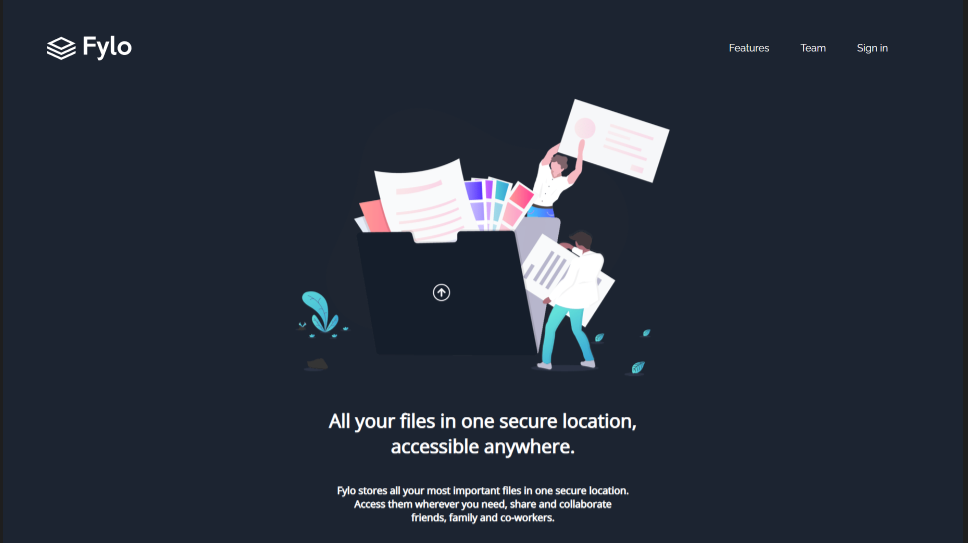 Fylo
Features
Team
Sign in
All your files in one secure location,
accessible anywhere.
Fylo stores all your most important files in one secure location.
Access them wherever you need, share and collaborate
friends, family and co-workers.